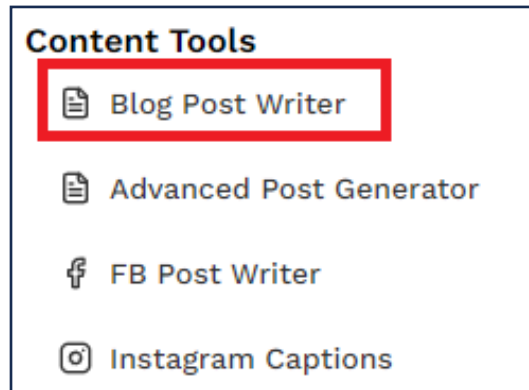 Content Tools
Blog Post Writer
Advanced Post Generator
FB Post Writer
Instagram Captions